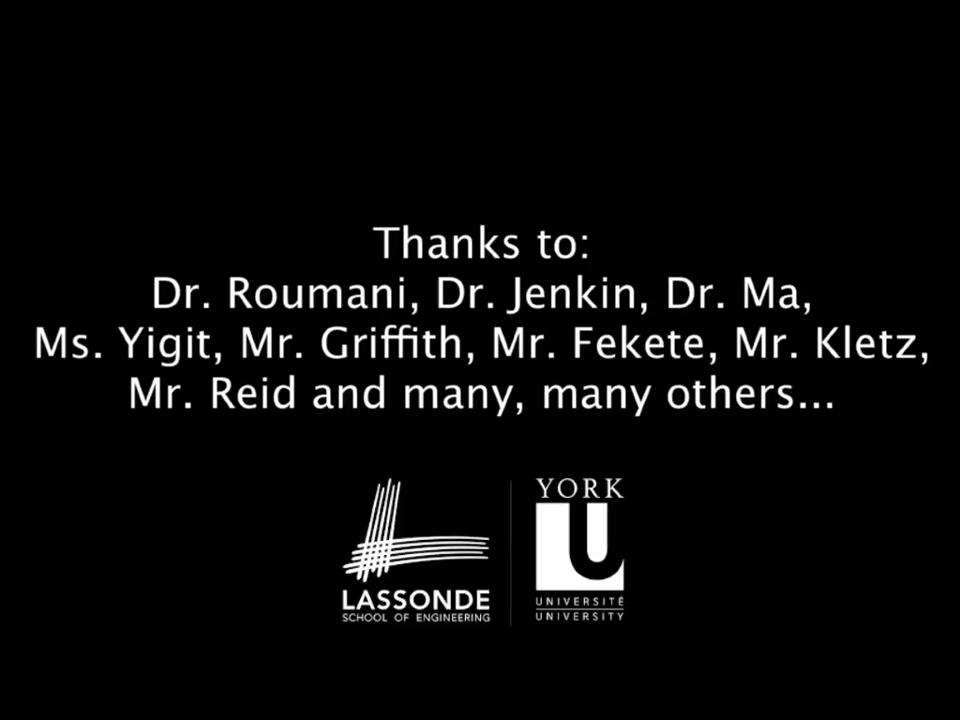 Thanks to:
Dr. Roumani, Dr. Jenkin, Dr. Ma,
Ms. Yigit, Mr. Griffith, Mr. Fekete, Mr. Kletz,
Mr. Reid and many, many others...
LASSONDE
SCHOOL OF ENGINEERING
YORK
U
UNIVERSITÉ
UNIVERSITY